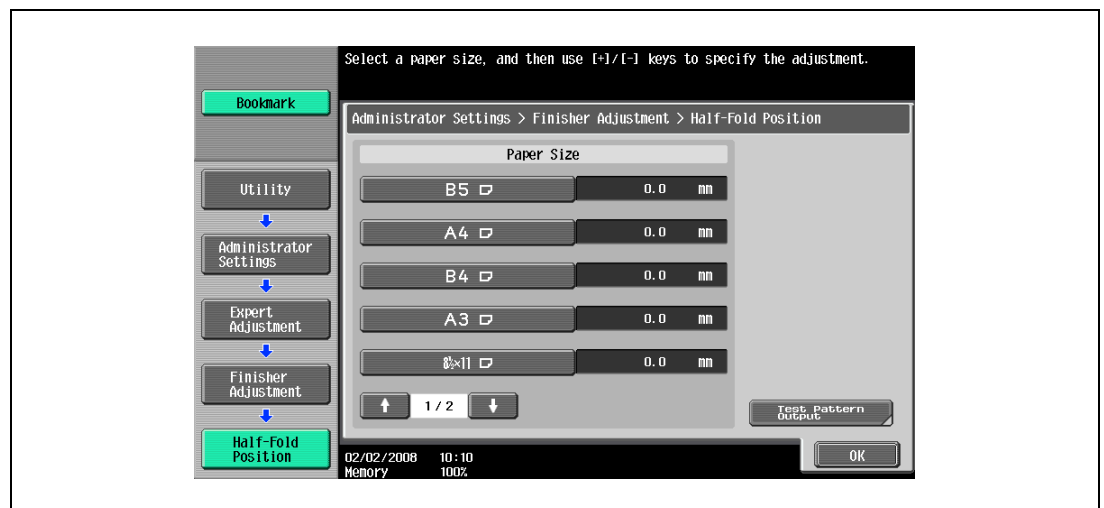 Select a paper size, and then use [+]/[-] keys to specify the adjustment.
Bookmark
Administrator Settings > Finisher Adjustment > Half-Fold Position
Paper Size
Utility
Administrator
Settings
Expert
Adjustment
Finisher
Adjustment
Half-Fold
Position
B5 0.0 mm
A4 0.0 mm
B4 0.0 mm
A3 0.0 mm
8½×11 0.0 mm
1/2
Test Pattern
Output
02/02/2008 10:10
Memory 100%
OK